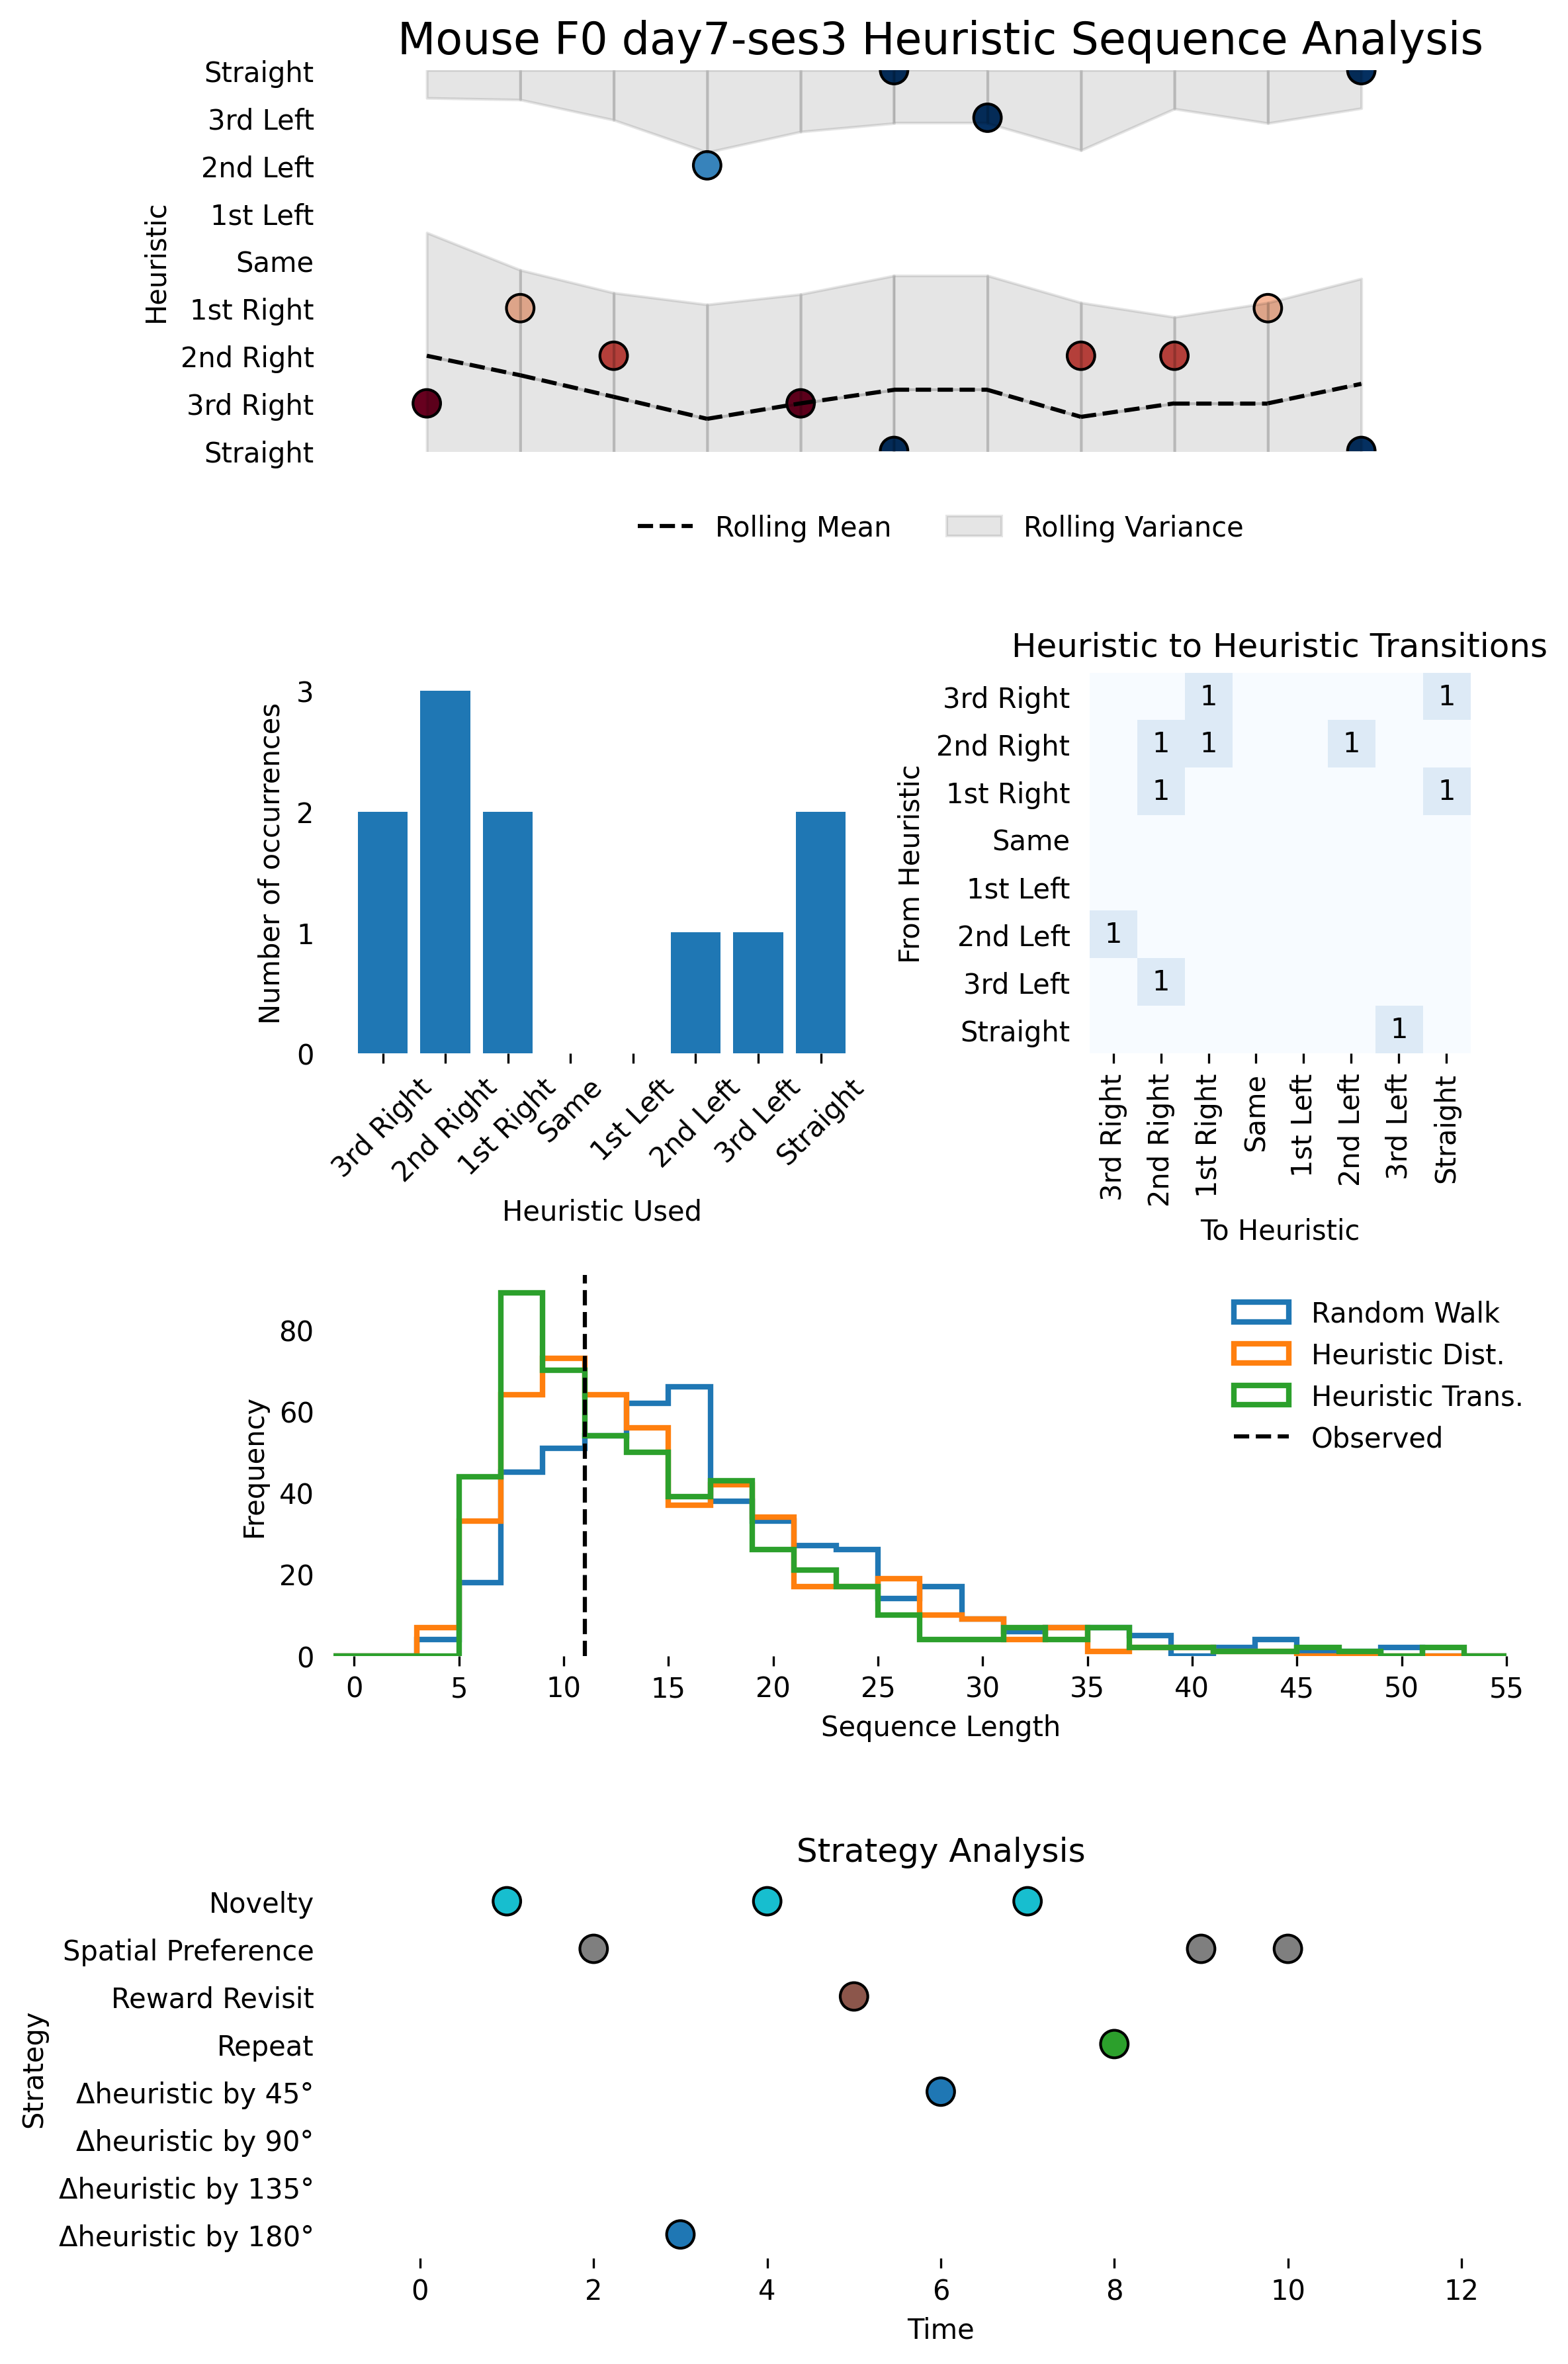 Mouse F0 day7-ses3 Heuristic Sequence Analysis
Heuristic
Straight
3rd Left
2nd Left
1st Left
Same
1st Right
2nd Right
3rd Right
Straight
Rolling Mean
Rolling Variance
Number of occurrences
3
2
1
0
3rd Right
2nd Right
1st Right
Same
1st Left
2nd Left
3rd Left
Straight
Heuristic Used
Heuristic to Heuristic Transitions
From Heuristic
3rd Right 1 1
2nd Right 1 1 1
1st Right 1 1
Same
1st Left
2nd Left 1
3rd Left 1
Straight 1
3rd Right
2nd Right
1st Right
Same
1st Left
2nd Left
3rd Left
Straight
To Heuristic
Frequency
80
60
40
20
0
0 5 10 15 20 25 30 35 40 45 50 55
Sequence Length
Random Walk
Heuristic Dist.
Heuristic Trans.
Observed
Strategy Analysis
Strategy
Novelty
Spatial Preference
Reward Revisit
Repeat
Δheuristic by 45°
Δheuristic by 90°
Δheuristic by 135°
Δheuristic by 180°
0 2 4 6 8 10 12
Time